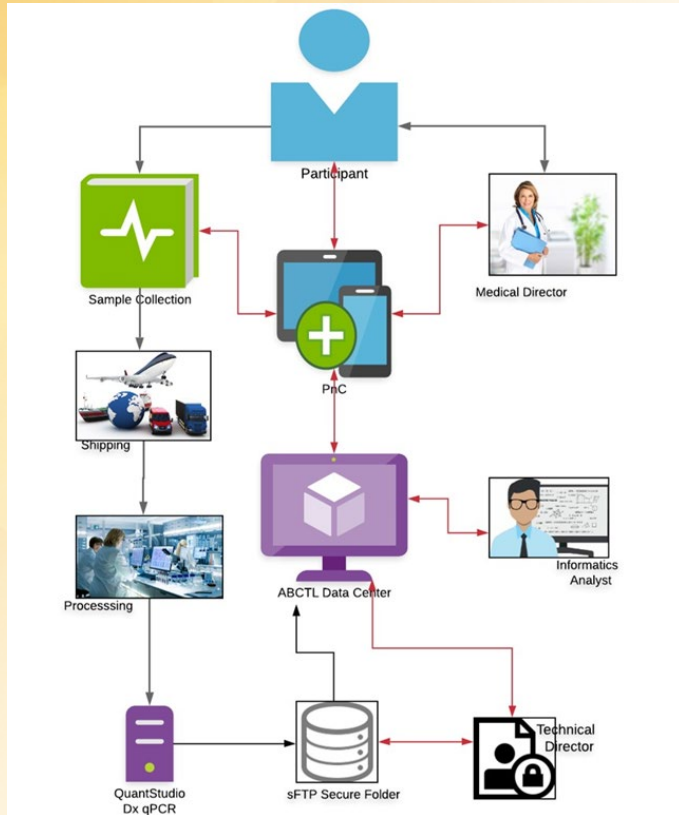 Participant
Sample Collection
Medical Director
PnC
Shipping
Informatics
Analyst
Processsing
ABCTL Data Center
Technical
Director
QuantStudio
Dx qPCR
sFTP Secure Folder